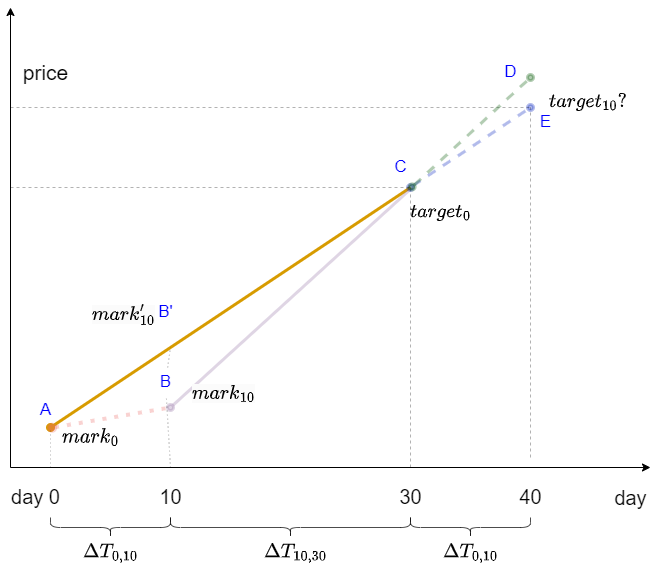 price
D
target₁₀?
E
C
target₀
mark′₁₀ B'
B
mark₁₀
A
mark₀
day 0 10 30 40 day
ΔT₀,₁₀ ΔT₁₀,₃₀ ΔT₀,₁₀